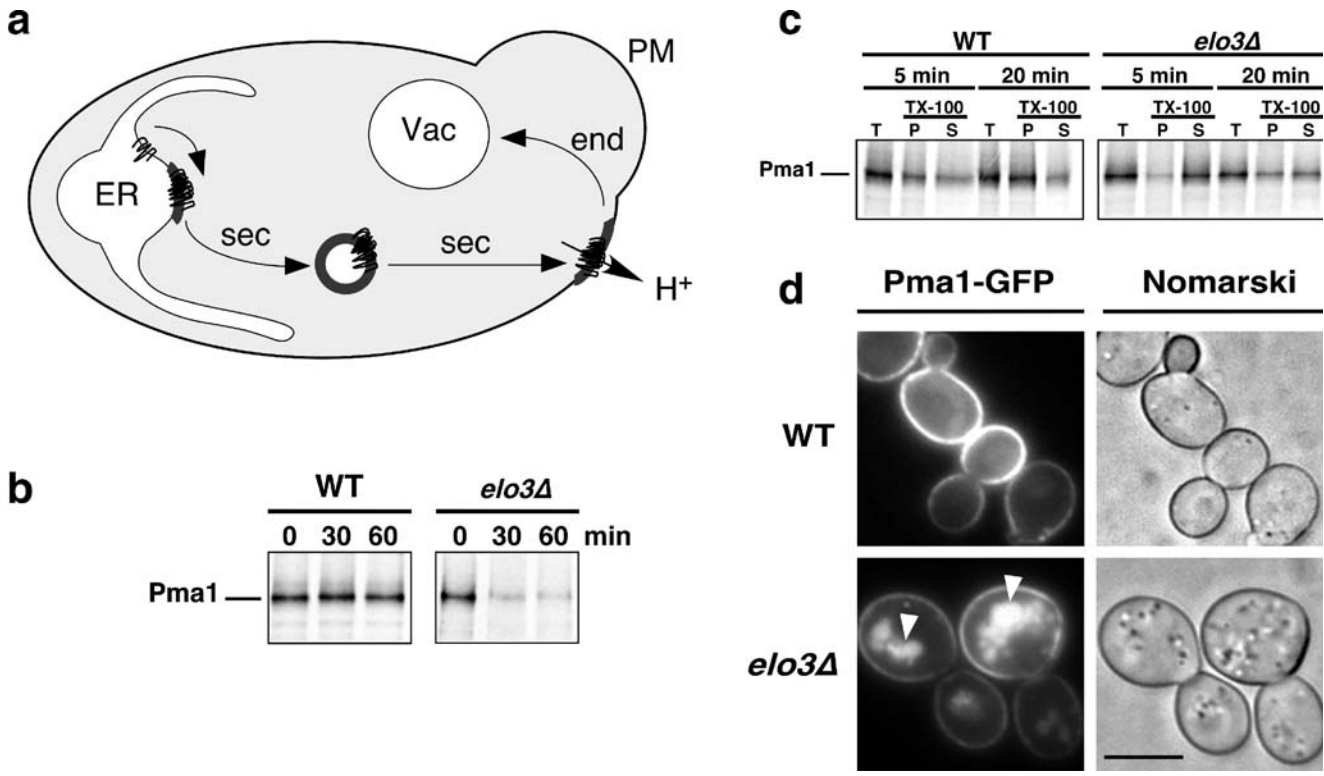 a
PM
Vac
end
ER
sec
sec
H⁺
b
WT
elo3Δ
0 30 60
0 30 60 min
Pma1
c
WT
elo3Δ
5 min 20 min
5 min 20 min
TX-100 TX-100
TX-100 TX-100
T P S T P S
T P S T P S
Pma1
d
Pma1-GFP
Nomarski
WT
elo3Δ